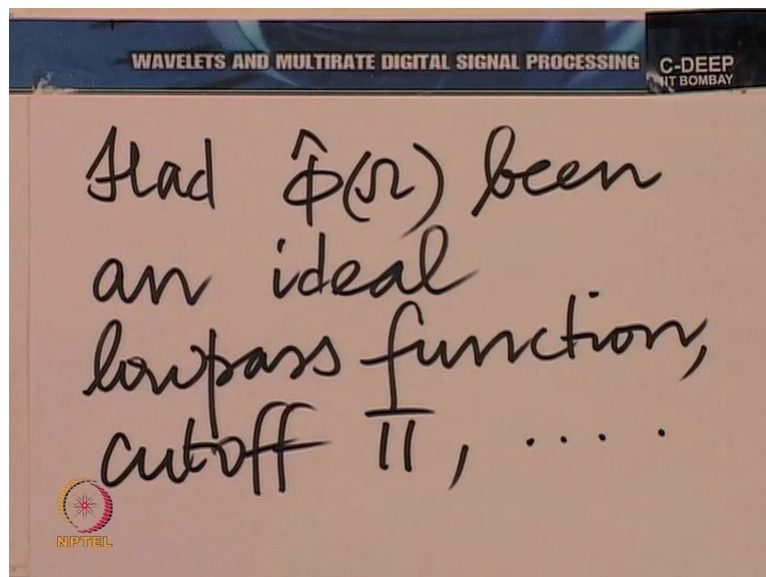 WAVELETS AND MULTIRATE DIGITAL SIGNAL PROCESSING
C-DEEP
IIT BOMBAY
Had φ̂(Ω) been
an ideal
lowpass function,
cutoff π, ....
NPTEL